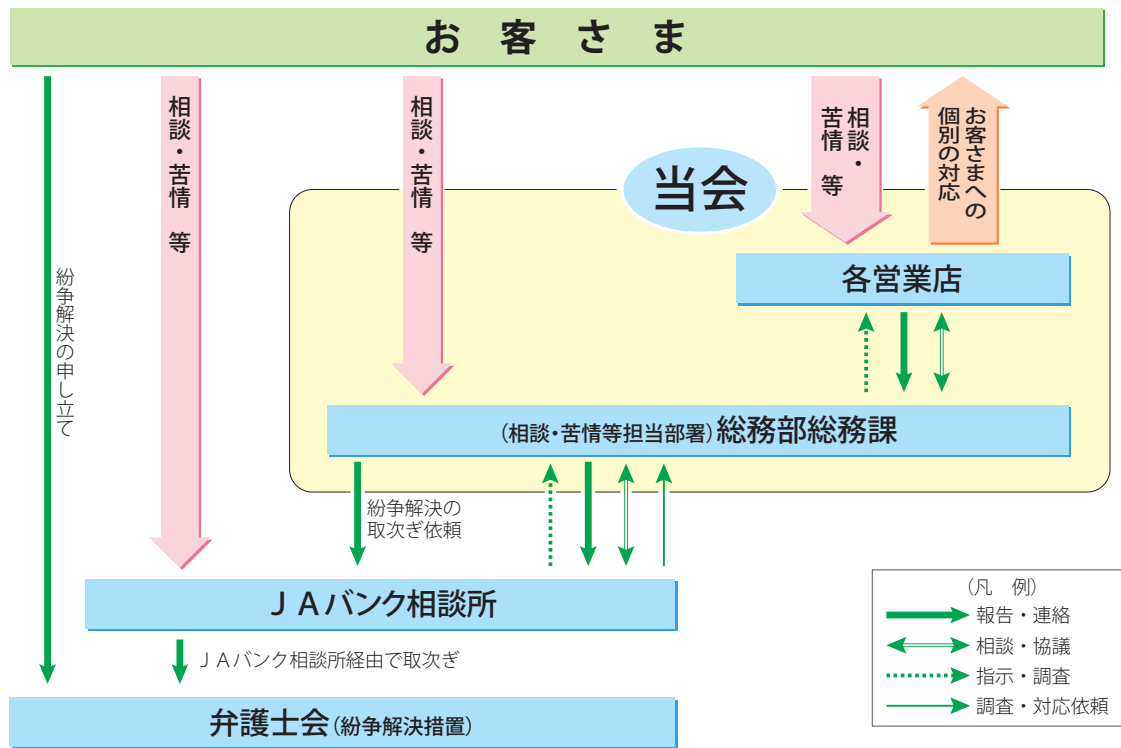 お客さま
相談・苦情 等
相談・苦情 等
相談・
苦情 等
お客さまへの
個別の対応
当会
各営業店
紛争解決の申し立て
(相談・苦情等担当部署)総務部総務課
紛争解決の
取次ぎ依頼
ＪＡバンク相談所
ＪＡバンク相談所経由で取次ぎ
弁護士会(紛争解決措置)
(凡 例)
報告・連絡
相談・協議
指示・調査
調査・対応依頼